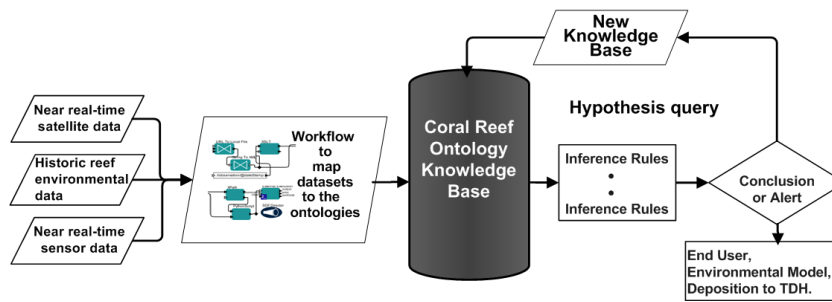 New
Knowledge
Base
Near real-time
satellite data
Historic reef
environmental
data
Near real-time
sensor data
Workflow
to
map
datasets
to the
ontologies
Coral Reef
Ontology
Knowledge
Base
Hypothesis query
Inference Rules
Inference Rules
Conclusion
or Alert
End User,
Environmental Model,
Deposition to TDH.